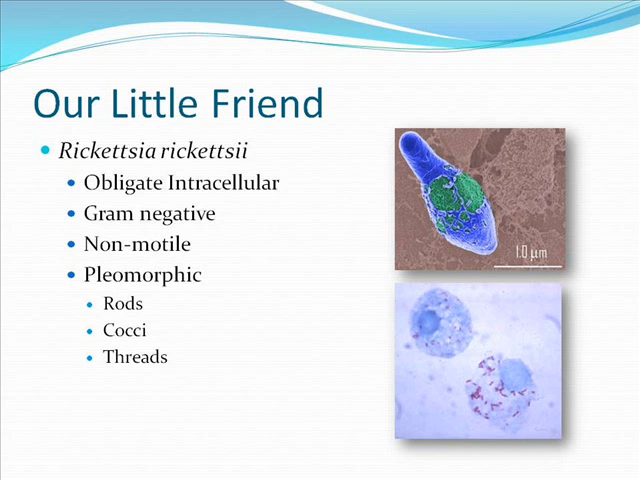 Our Little Friend
Rickettsia rickettsii
Obligate Intracellular
Gram negative
Non-motile
Pleomorphic
Rods
Cocci
Threads
1.0 µm